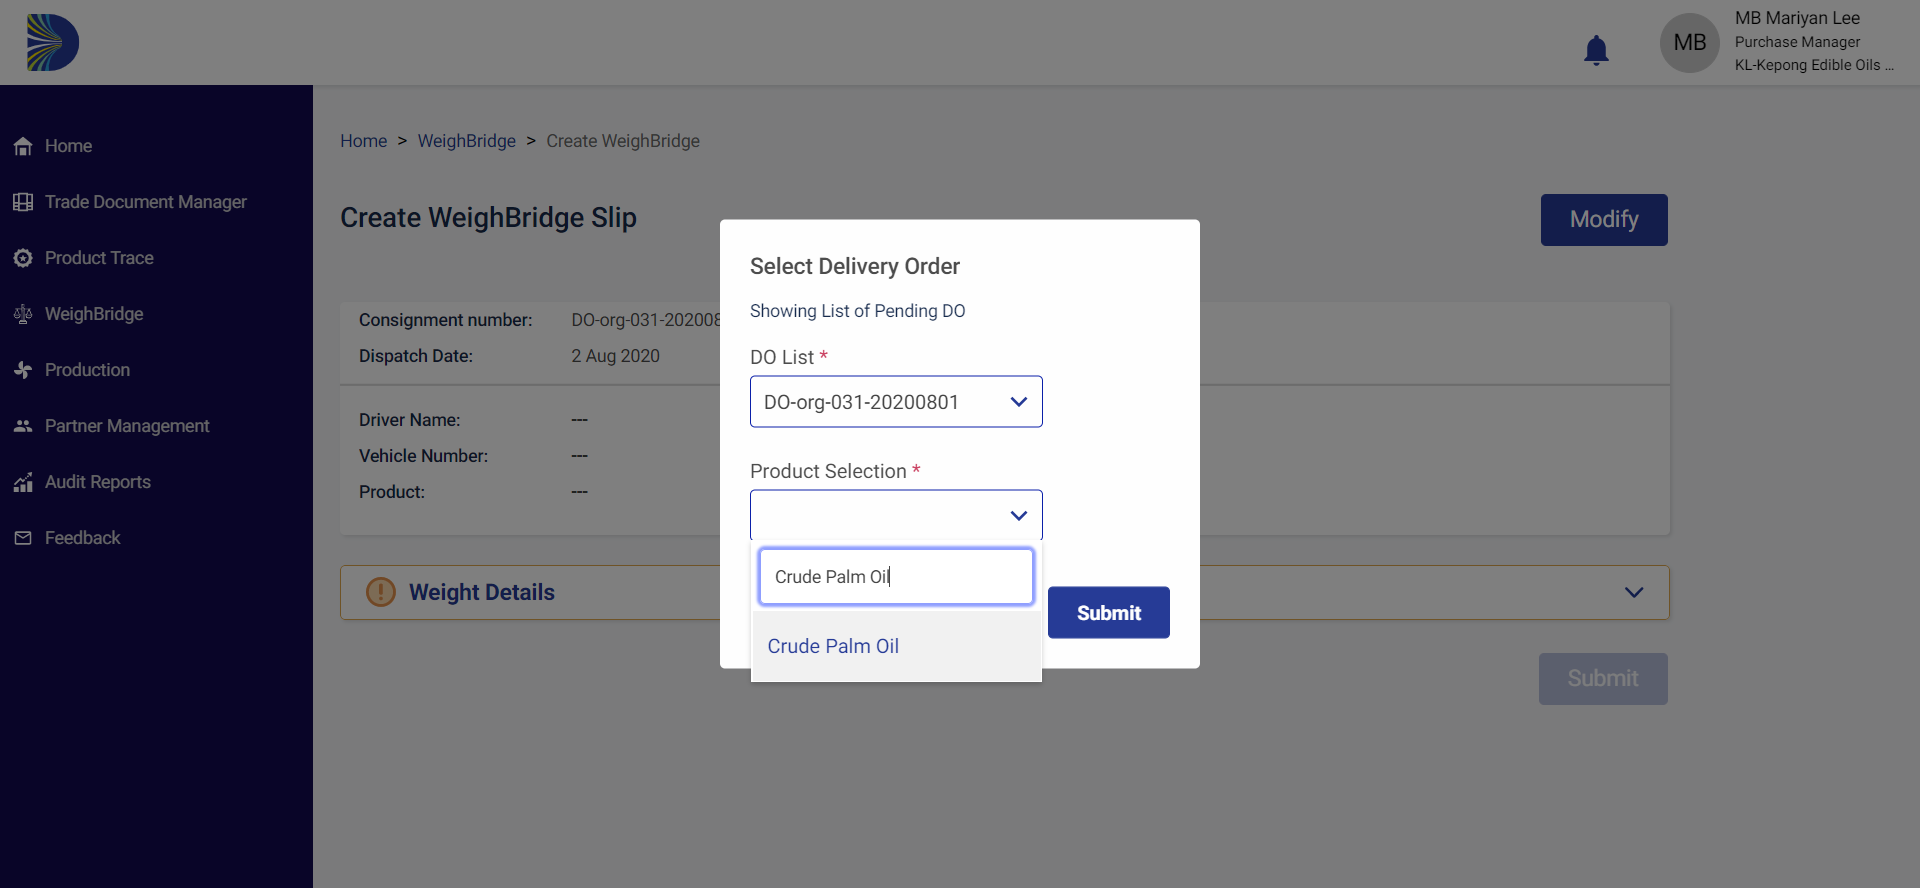 MB
MB Mariyan Lee
Purchase Manager
KL-Kepong Edible Oils ...
Home
Trade Document Manager
Product Trace
WeighBridge
Production
Partner Management
Audit Reports
Feedback
Home > WeighBridge > Create WeighBridge
Create WeighBridge Slip
Modify
Consignment number: DO-org-031-202008
Dispatch Date: 2 Aug 2020
Driver Name: ---
Vehicle Number: ---
Product: ---
Weight Details
Submit
Select Delivery Order
Showing List of Pending DO
DO List *
DO-org-031-20200801
Product Selection *
Crude Palm Oil
Crude Palm Oil
Submit